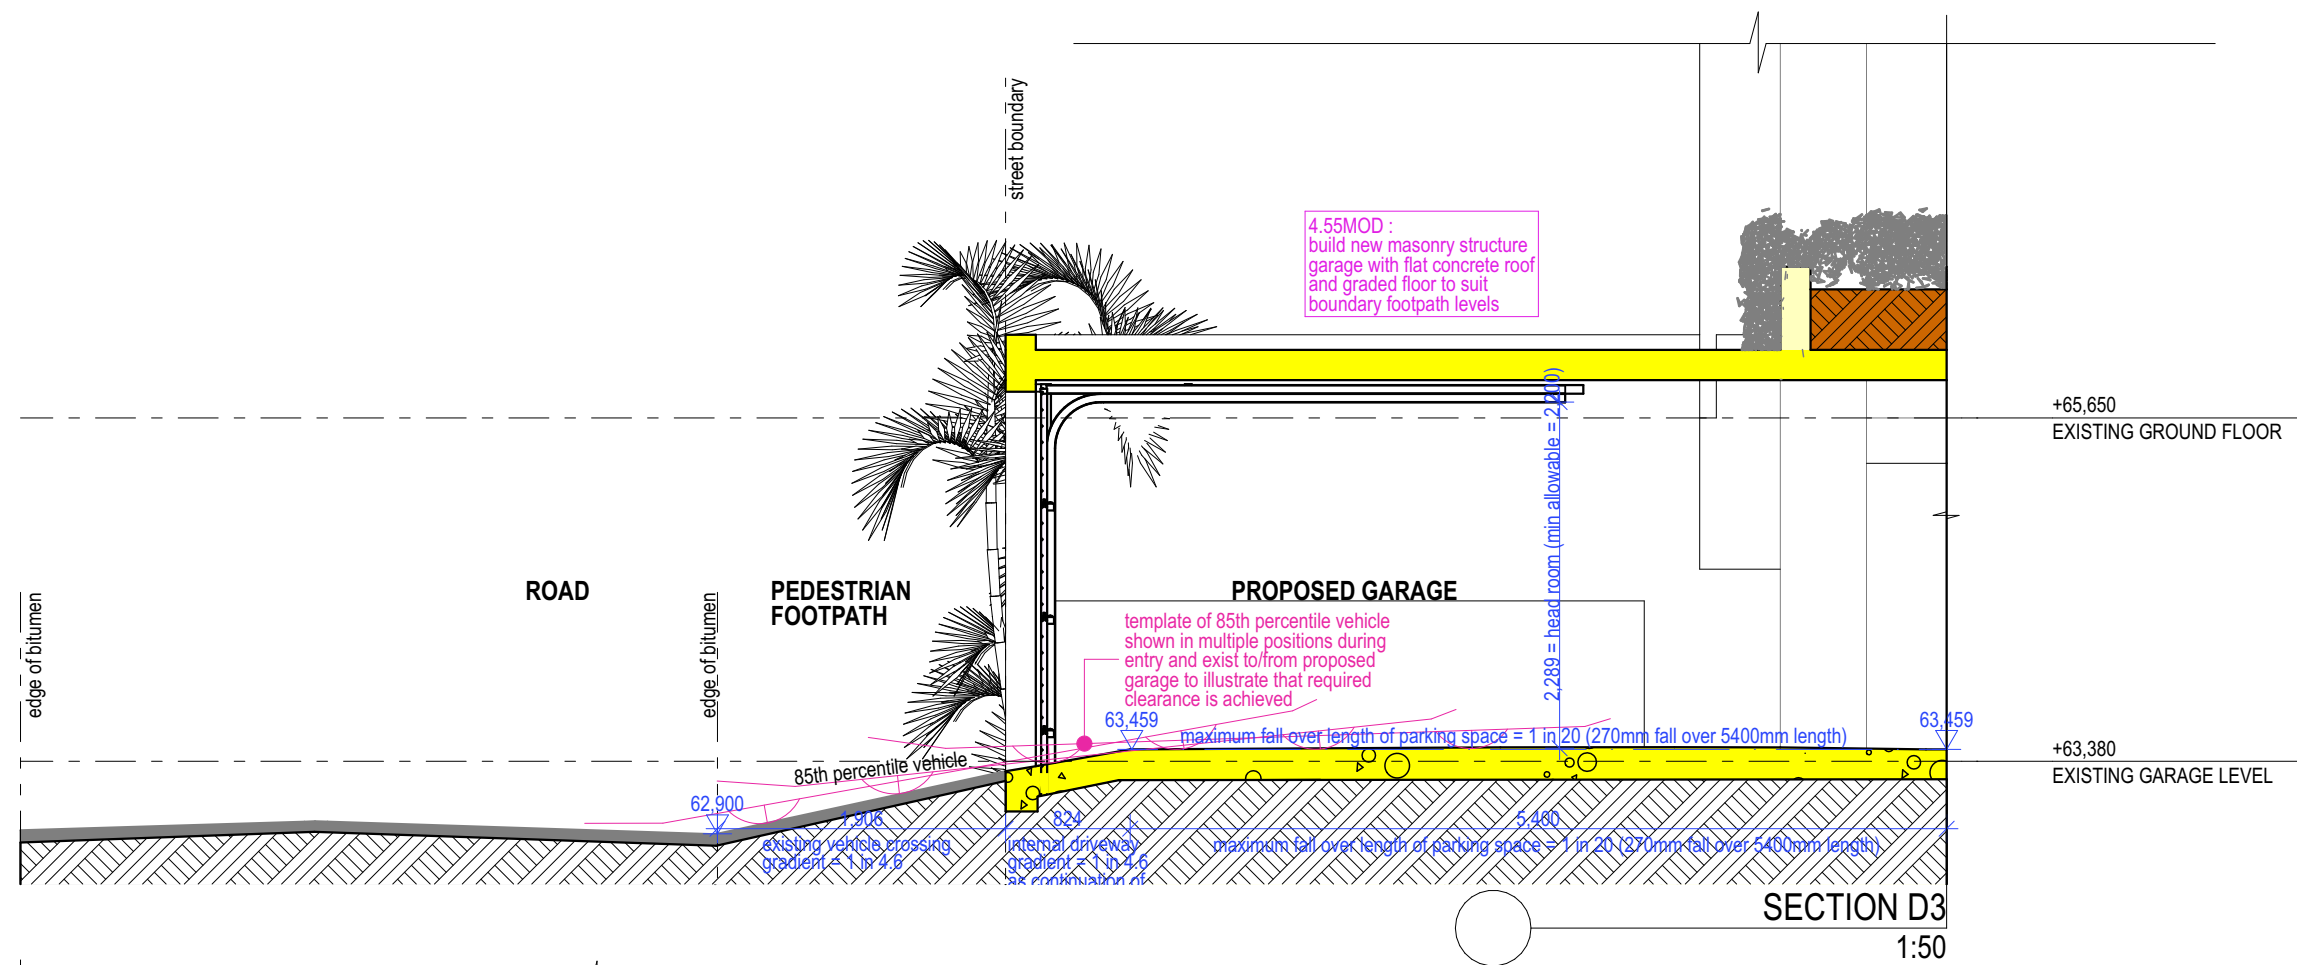 street boundary
4.55MOD :
build new masonry structure
garage with flat concrete roof
and graded floor to suit
boundary footpath levels
+65,650
EXISTING GROUND FLOOR
2,289 = head room (min allowable = 2,200)
ROAD
PEDESTRIAN
FOOTPATH
PROPOSED GARAGE
edge of bitumen
edge of bitumen
template of 85th percentile vehicle
shown in multiple positions during
entry and exist to/from proposed
garage to illustrate that required
clearance is achieved
63,459
63,459
maximum fall over length of parking space = 1 in 20 (270mm fall over 5400mm length)
+63,380
EXISTING GARAGE LEVEL
85th percentile vehicle
62,900
1,906
824
5,400
existing vehicle crossing
gradient = 1 in 4.6
internal driveway
gradient = 1 in 4.6
as continuation of
maximum fall over length of parking space = 1 in 20 (270mm fall over 5400mm length)
SECTION D3
1:50